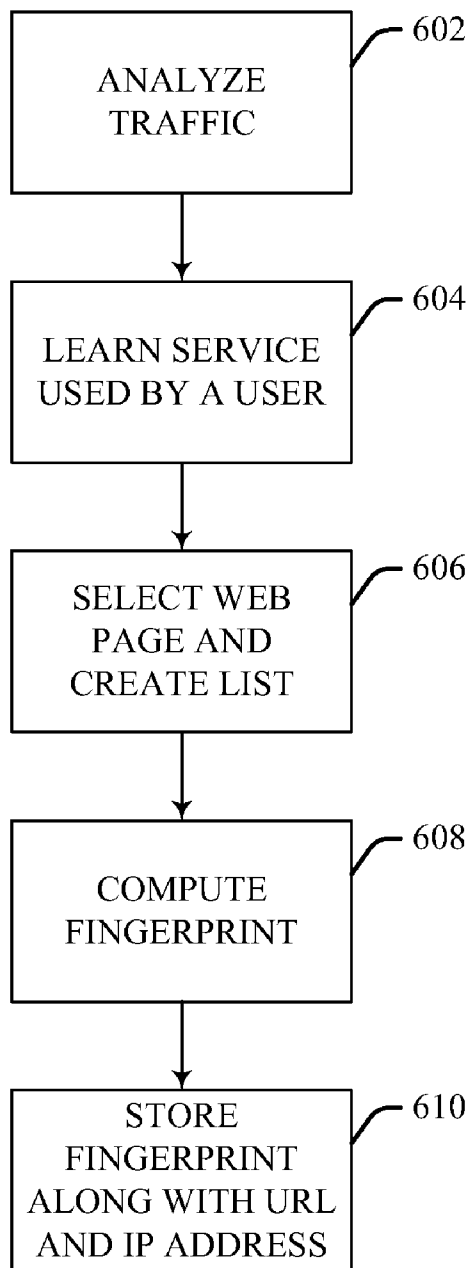 602
ANALYZE
TRAFFIC
604
LEARN SERVICE
USED BY A USER
606
SELECT WEB
PAGE AND
CREATE LIST
608
COMPUTE
FINGERPRINT
610
STORE
FINGERPRINT
ALONG WITH URL
AND IP ADDRESS